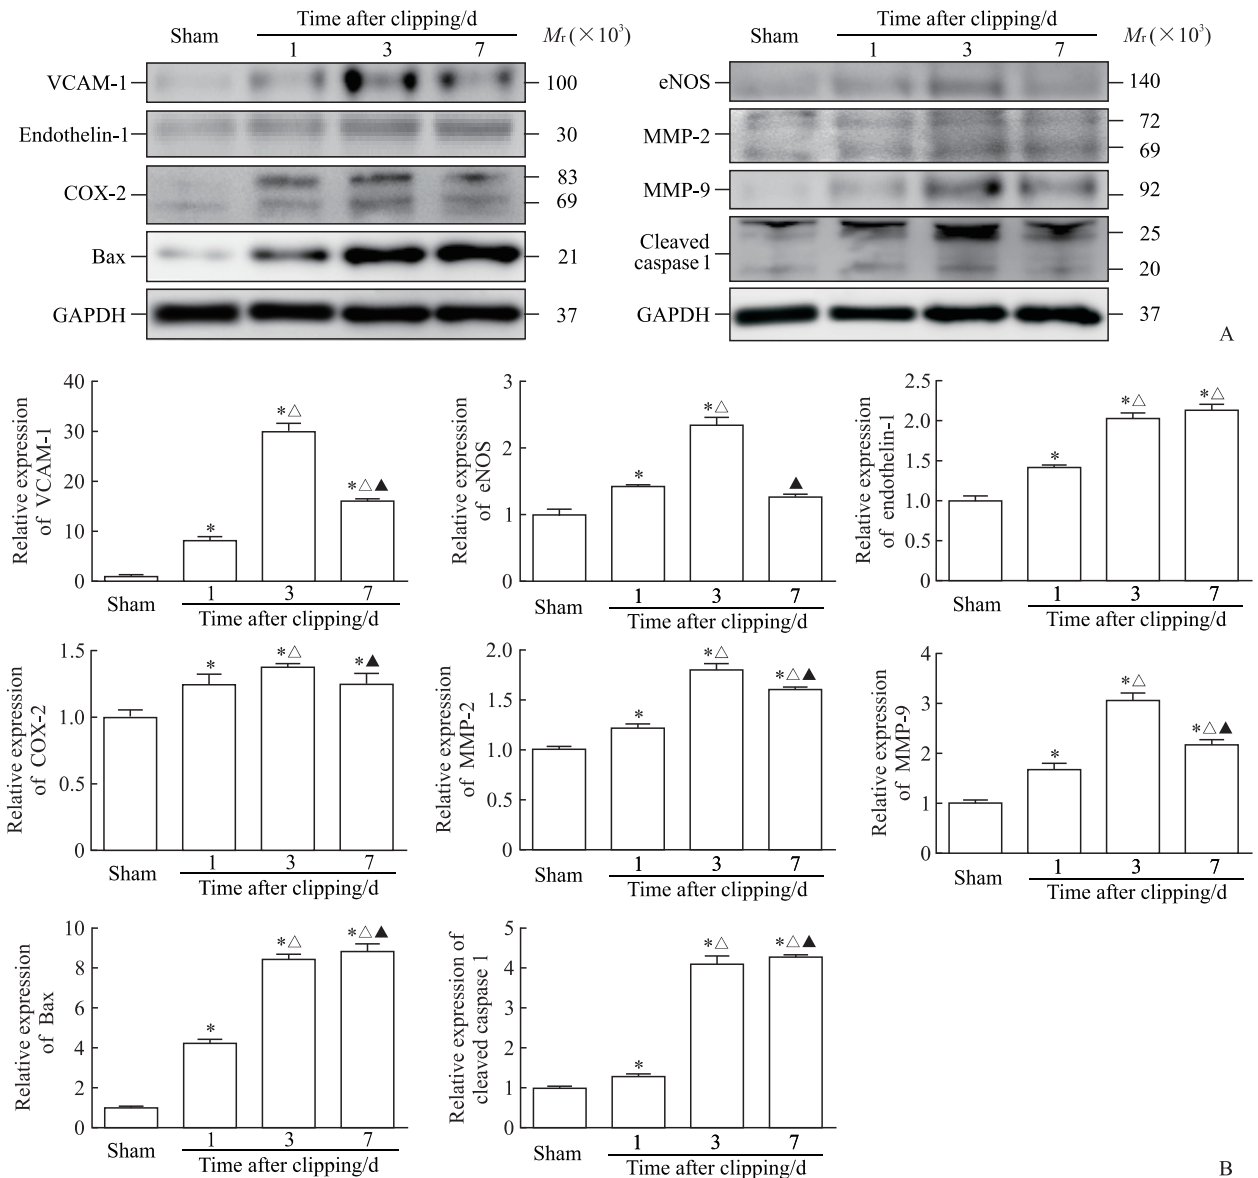 Sham
Time after clipping/d
1 3 7
Mr (×10³)
VCAM-1 100
Endothelin-1 30
COX-2 83
69
Bax 21
GAPDH 37
Sham
Time after clipping/d
1 3 7
Mr (×10³)
eNOS 140
MMP-2 72
69
MMP-9 92
Cleaved
caspase 1
25
20
GAPDH 37
A
Relative expression
of VCAM-1
40
30
20
10
0
*
*△
*△▲
Sham
1 3 7
Time after clipping/d
Relative expression
of eNOS
3
2
1
0
*
*△
▲
Sham
1 3 7
Time after clipping/d
Relative expression
of endothelin-1
2.5
2.0
1.5
1.0
0.5
0
*
*△
*△
Sham
1 3 7
Time after clipping/d
Relative expression
of COX-2
1.5
1.0
0.5
0
*
*△
*▲
Sham
1 3 7
Time after clipping/d
Relative expression
of MMP-2
2.0
1.5
1.0
0.5
0
*
*△
*△▲
Sham
1 3 7
Time after clipping/d
Relative expression
of MMP-9
4
3
2
1
0
*
*△
*△▲
Sham
1 3 7
Time after clipping/d
Relative expression
of Bax
10
8
6
4
2
0
*
*△
*△▲
Sham
1 3 7
Time after clipping/d
Relative expression of
cleaved caspase 1
5
4
3
2
1
0
*
*△
*△▲
Sham
1 3 7
Time after clipping/d
B